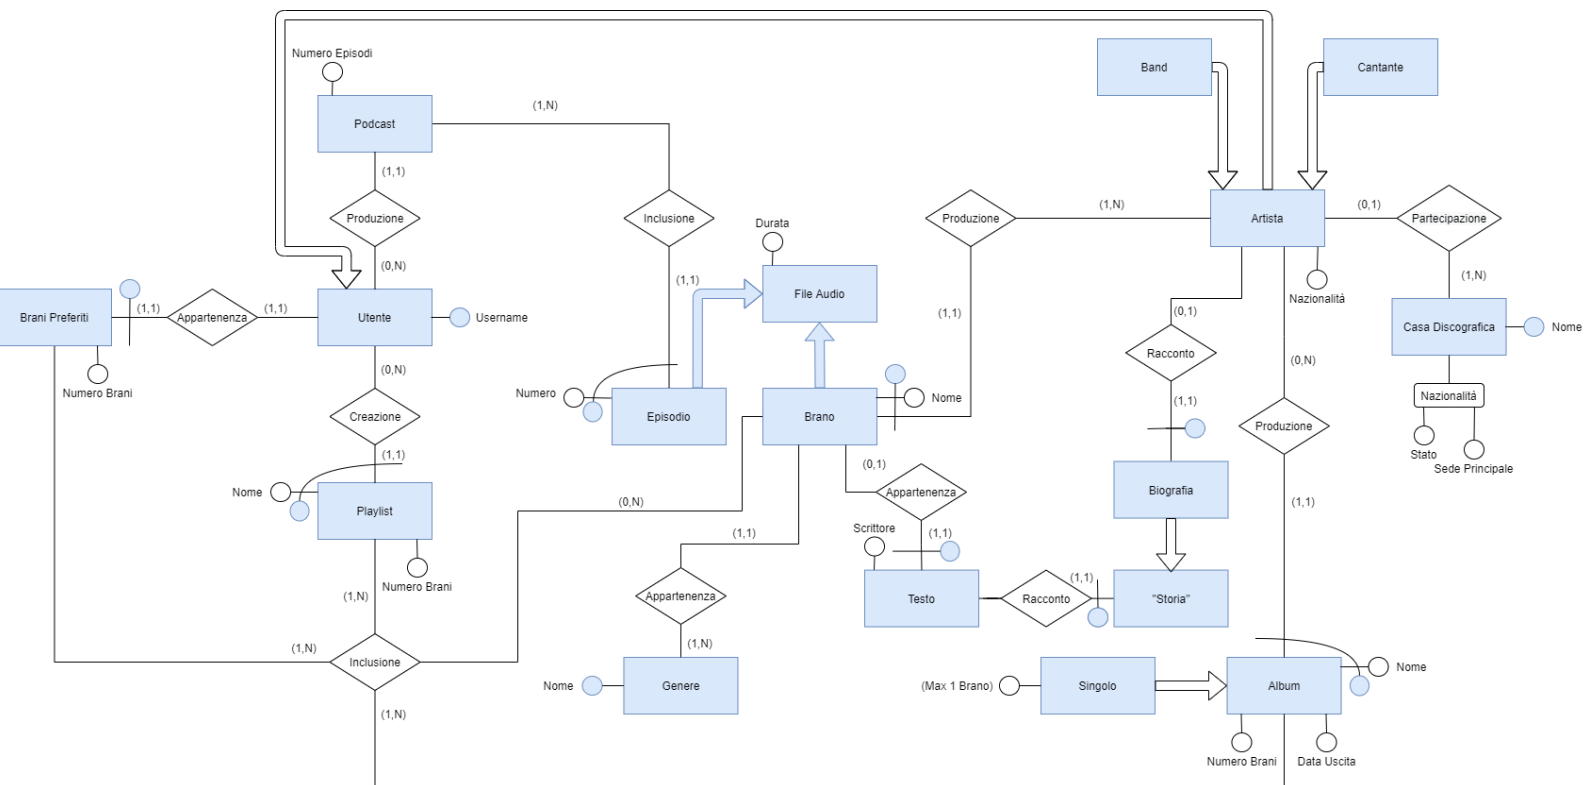 Numero Episodi
Band
Cantante
(1,N)
Podcast
(1,1)
Produzione
Inclusione
Durata
Produzione
(1,N)
Artista
(0,1)
Partecipazione
(0,N)
(1,1)
File Audio
(1,N)
Nazionalità
Brani Preferiti
(1,1)
Appartenenza
(1,1)
Utente
Username
(1,1)
(0,1)
Casa Discografica
Nome
Racconto
(0,N)
(0,N)
Numero Brani
Numero
Nome
Nazionalità
(1,1)
Creazione
Episodio
Brano
Produzione
Stato
Sede Principale
(1,1)
(0,1)
Nome
Appartenenza
Biografia
(0,N)
(1,1)
Playlist
Scrittore
(1,1)
(1,1)
Numero Brani
(1,1)
(1,N)
Appartenenza
Testo
Racconto
"Storia"
(1,N)
(1,N)
Inclusione
Nome
Nome
Genere
(Max 1 Brano)
Singolo
Album
(1,N)
Numero Brani
Data Uscita